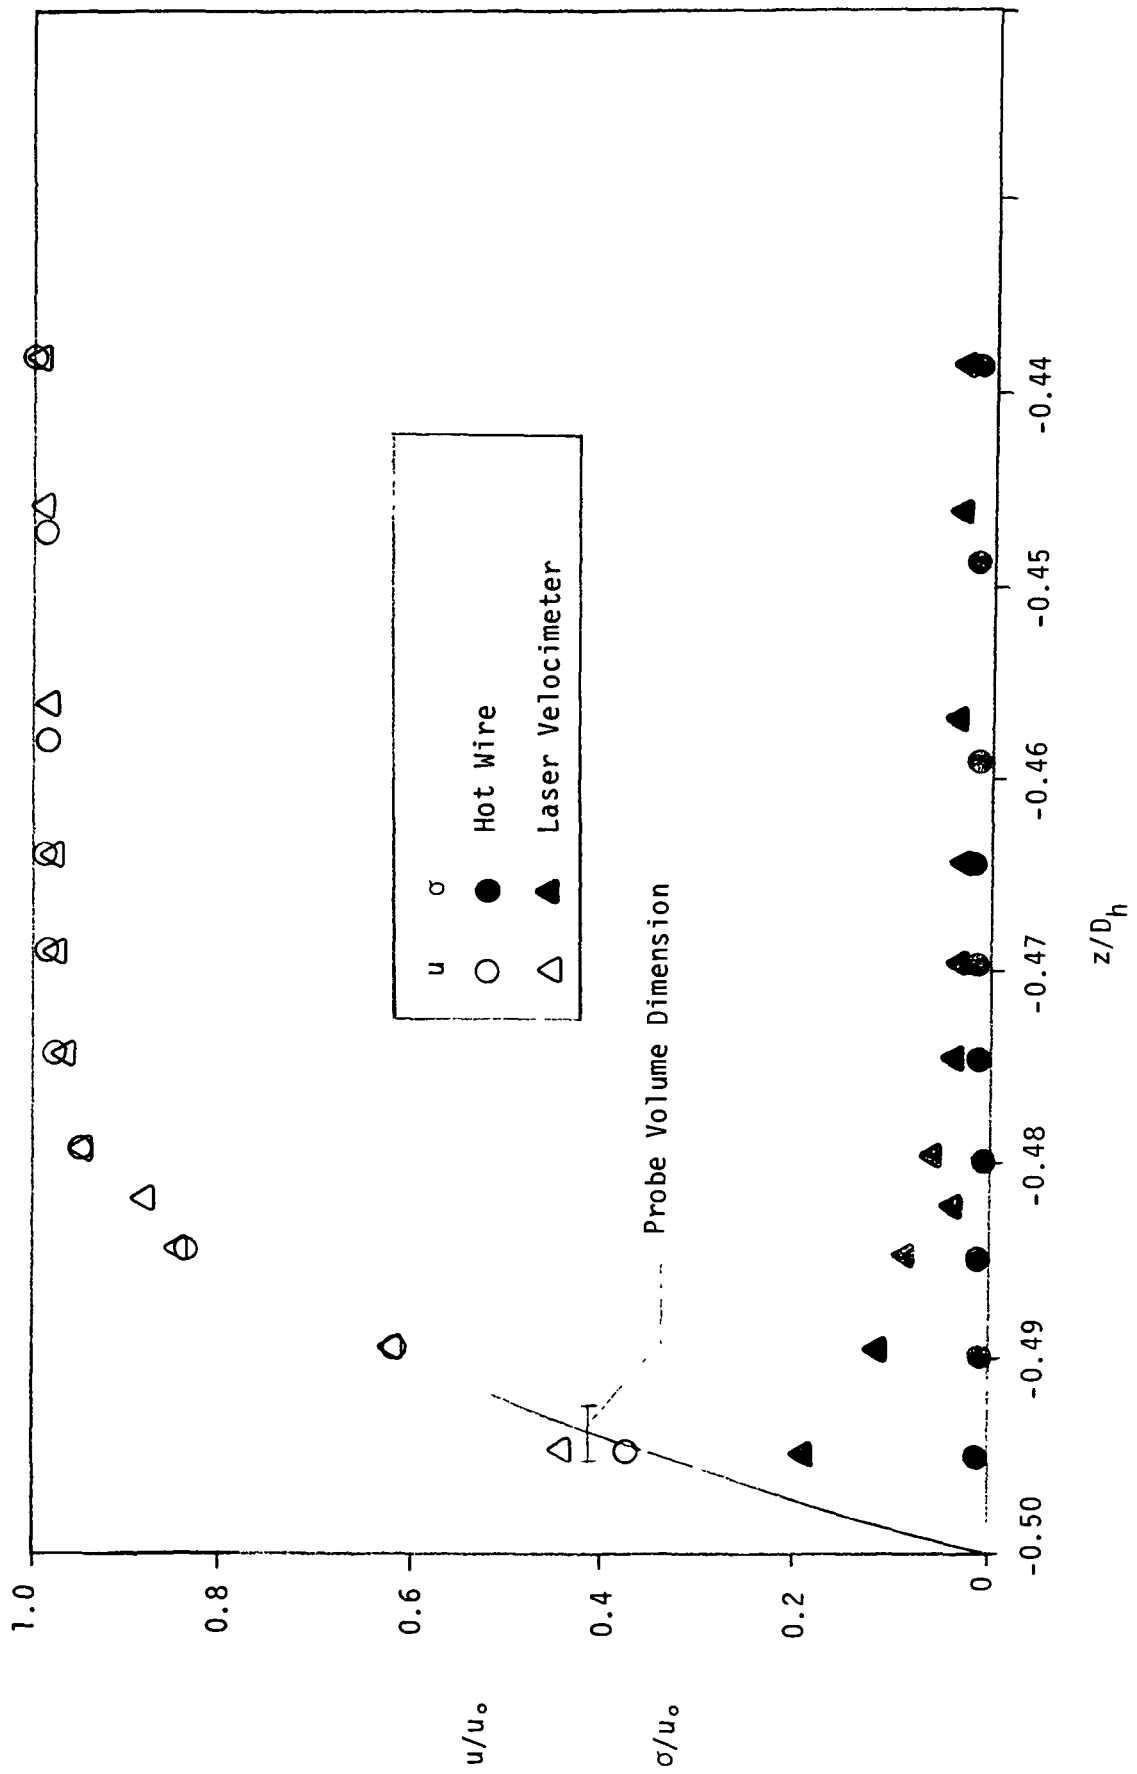 1.0
0.8
0.6
0.4
0.2
0
u/u₀
σ/u₀
u σ
Hot Wire
Laser Velocimeter
Probe Volume Dimension
-0.50
-0.49
-0.48
-0.47
-0.46
-0.45
-0.44
z/Dₕ